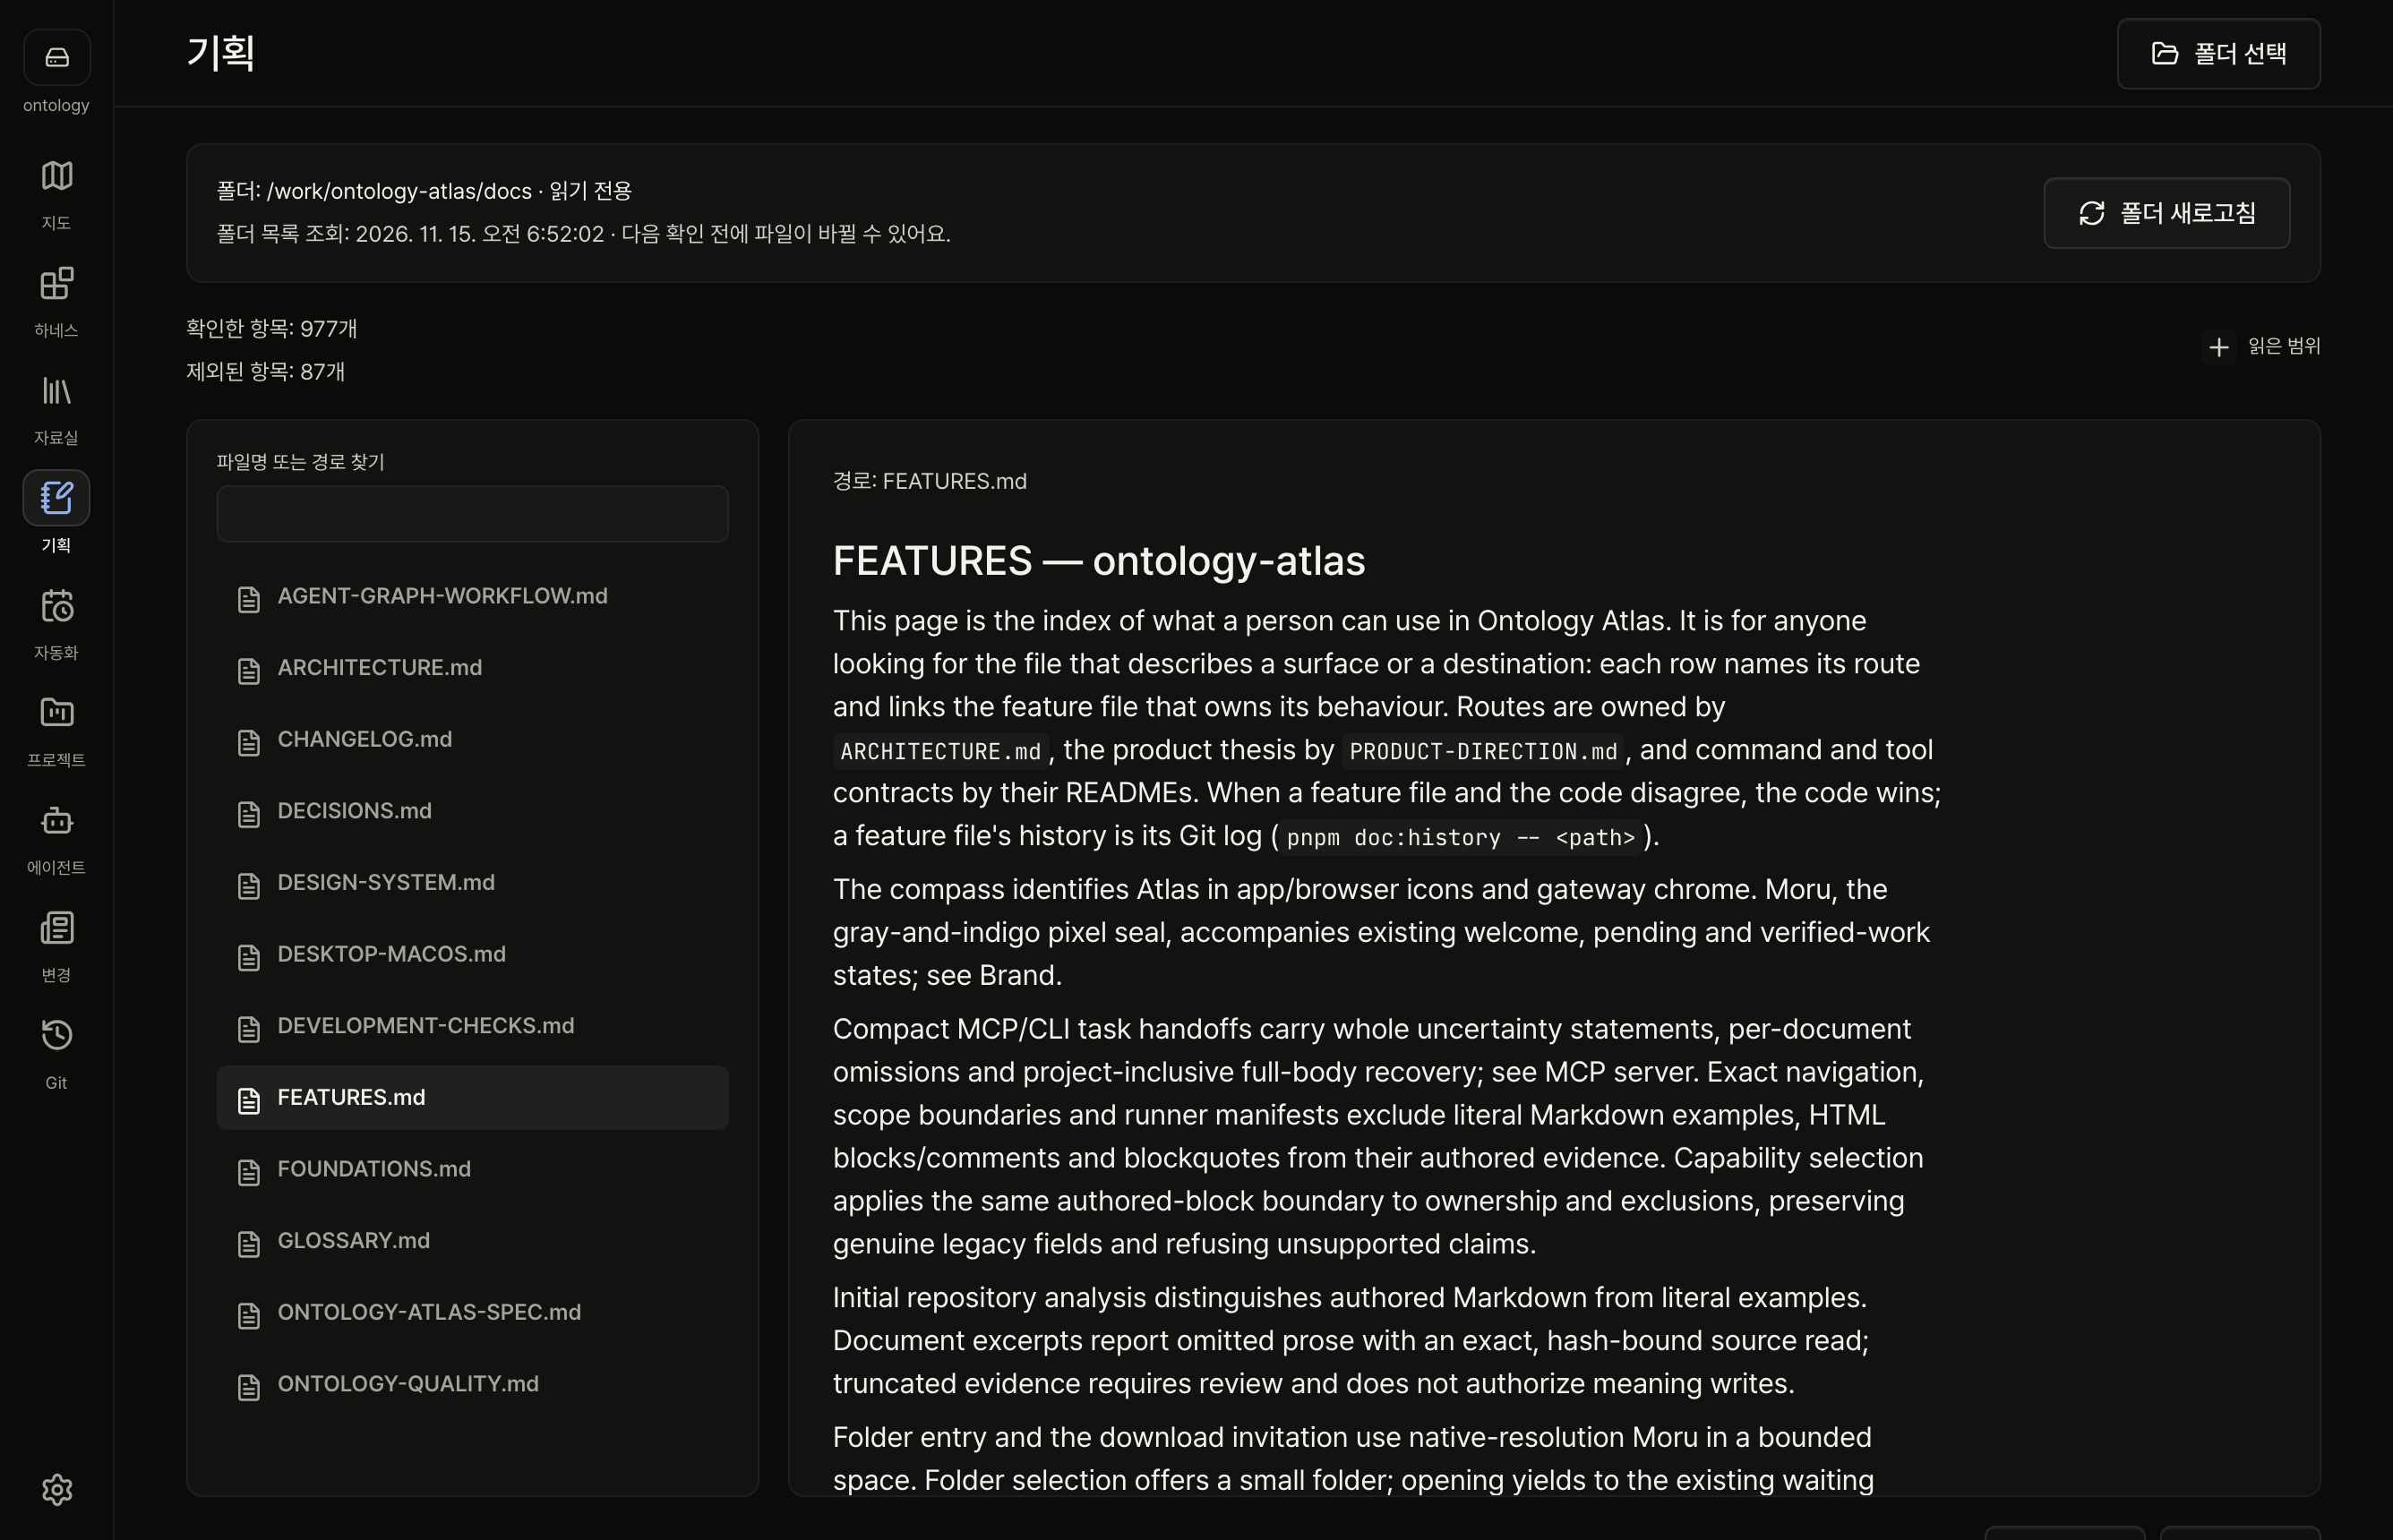 ontology
지도
하네스
자료실
기획
자동화
프로젝트
에이전트
변경
Git
기획
폴더 선택
폴더: /work/ontology-atlas/docs · 읽기 전용
폴더 목록 조회: 2026. 11. 15. 오전 6:52:02 · 다음 확인 전에 파일이 바뀔 수 있어요.
폴더 새로고침
확인한 항목: 977개
제외된 항목: 87개
읽은 범위
파일명 또는 경로 찾기
AGENT-GRAPH-WORKFLOW.md
ARCHITECTURE.md
CHANGELOG.md
DECISIONS.md
DESIGN-SYSTEM.md
DESKTOP-MACOS.md
DEVELOPMENT-CHECKS.md
FEATURES.md
FOUNDATIONS.md
GLOSSARY.md
ONTOLOGY-ATLAS-SPEC.md
ONTOLOGY-QUALITY.md
경로: FEATURES.md
FEATURES — ontology-atlas
This page is the index of what a person can use in Ontology Atlas. It is for anyone
looking for the file that describes a surface or a destination: each row names its route
and links the feature file that owns its behaviour. Routes are owned by
ARCHITECTURE.md, the product thesis by PRODUCT-DIRECTION.md, and command and tool
contracts by their READMEs. When a feature file and the code disagree, the code wins;
a feature file's history is its Git log (pnpm doc:history -- <path>).
The compass identifies Atlas in app/browser icons and gateway chrome. Moru, the
gray-and-indigo pixel seal, accompanies existing welcome, pending and verified-work
states; see Brand.
Compact MCP/CLI task handoffs carry whole uncertainty statements, per-document
omissions and project-inclusive full-body recovery; see MCP server. Exact navigation,
scope boundaries and runner manifests exclude literal Markdown examples, HTML
blocks/comments and blockquotes from their authored evidence. Capability selection
applies the same authored-block boundary to ownership and exclusions, preserving
genuine legacy fields and refusing unsupported claims.
Initial repository analysis distinguishes authored Markdown from literal examples.
Document excerpts report omitted prose with an exact, hash-bound source read;
truncated evidence requires review and does not authorize meaning writes.
Folder entry and the download invitation use native-resolution Moru in a bounded
space. Folder selection offers a small folder; opening yields to the existing waiting